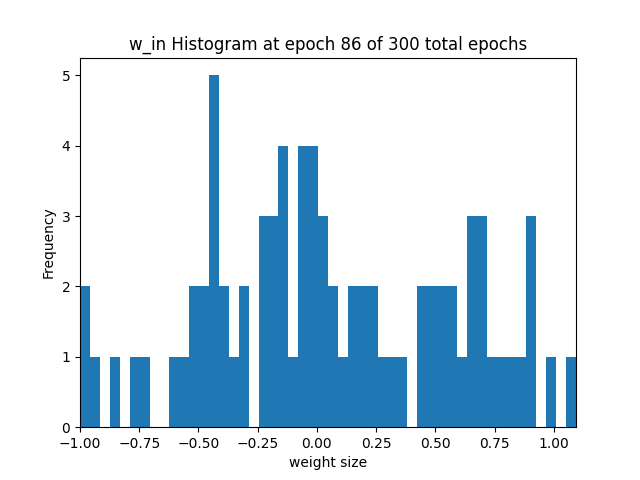 w_in Histogram at epoch 86 of 300 total epochs
5
4
3
2
1
0
Frequency
−1.00 −0.75 −0.50 −0.25 0.00 0.25 0.50 0.75 1.00
weight size